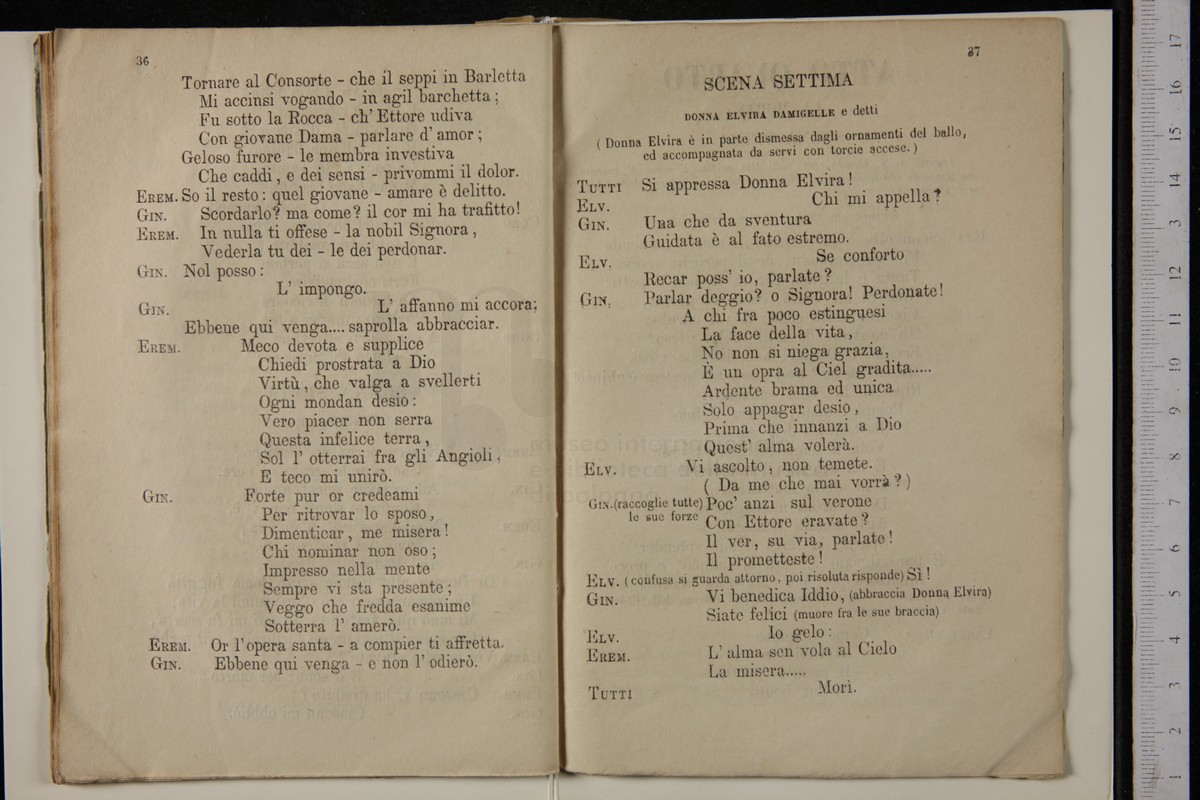 36
Tornare al Consorte - che il seppi in Barletta
Mi accinsi vogando - in agil barchetta ;
Fu sotto la Rocca - ch' Ettore udiva
Con giovane Dama - parlare d' amor ;
Geloso furore - le membra investiva
Che caddi , e dei sensi - privommi il dolor.
EREM. So il resto : quel giovane - amare è delitto.
GIN. Scordarlo? ma come? il cor mi ha trafitto!
EREM. In nulla ti offese - la nobil Signora ,
Vederla tu dei - le dei perdonar.
GIN. Nol posso :
L' impongo.
GIN. L' affanno mi accora;
Ebbene qui venga.... saprolla abbracciar.
EREM. Meco devota e supplice
Chiedi prostrata a Dio
Virtù , che valga a svellerti
Ogni mondan desio :
Vero piacer non serra
Questa infelice terra ,
Sol l' otterrai fra gli Angioli ,
E teco mi unirò.
GIN. Forte pur or credeami
Per ritrovar lo sposo ,
Dimenticar , me misera !
Chi nominar non oso ;
Impresso nella mente
Sempre vi sta presente ;
Veggo che fredda esanime
Sotterra l' amerò.
EREM. Or l' opera santa - a compier ti affretta.
GIN. Ebbene qui venga - e non l' odierò.
37
SCENA SETTIMA
DONNA ELVIRA DAMIGELLE e detti
( Donna Elvira è in parte dismessa dagli ornamenti del ballo,
ed accompagnata da servi con torcie accese. )
TUTTI Si appressa Donna Elvira !
ELV. Chi mi appella ?
GIN. Una che da sventura
Guidata è al fato estremo.
ELV. Se conforto
Recar poss' io, parlate ?
GIN. Parlar deggio? o Signora! Perdonate!
A chi fra poco estinguesi
La face della vita ,
No non si niega grazia,
È un opra al Ciel gradita.....
Ardente brama ed unica
Solo appagar desio ,
Prima che innanzi a Dio
Quest' alma volerà.
ELV. Vi ascolto , non temete.
( Da me che mai vorrà ? )
GIN. (raccoglie tutte) Poc' anzi sul verone
le sue forze Con Ettore eravate ?
Il ver, su via, parlate !
Il prometteste !
ELV. ( confusa si guarda attorno , poi risoluta risponde) Sì !
GIN. Vi benedica Iddio, (abbraccia Donna Elvira)
Siate felici (muore fra le sue braccia)
ELV. Io gelo :
EREM. L' alma sen vola al Cielo
La misera.....
TUTTI Morì.